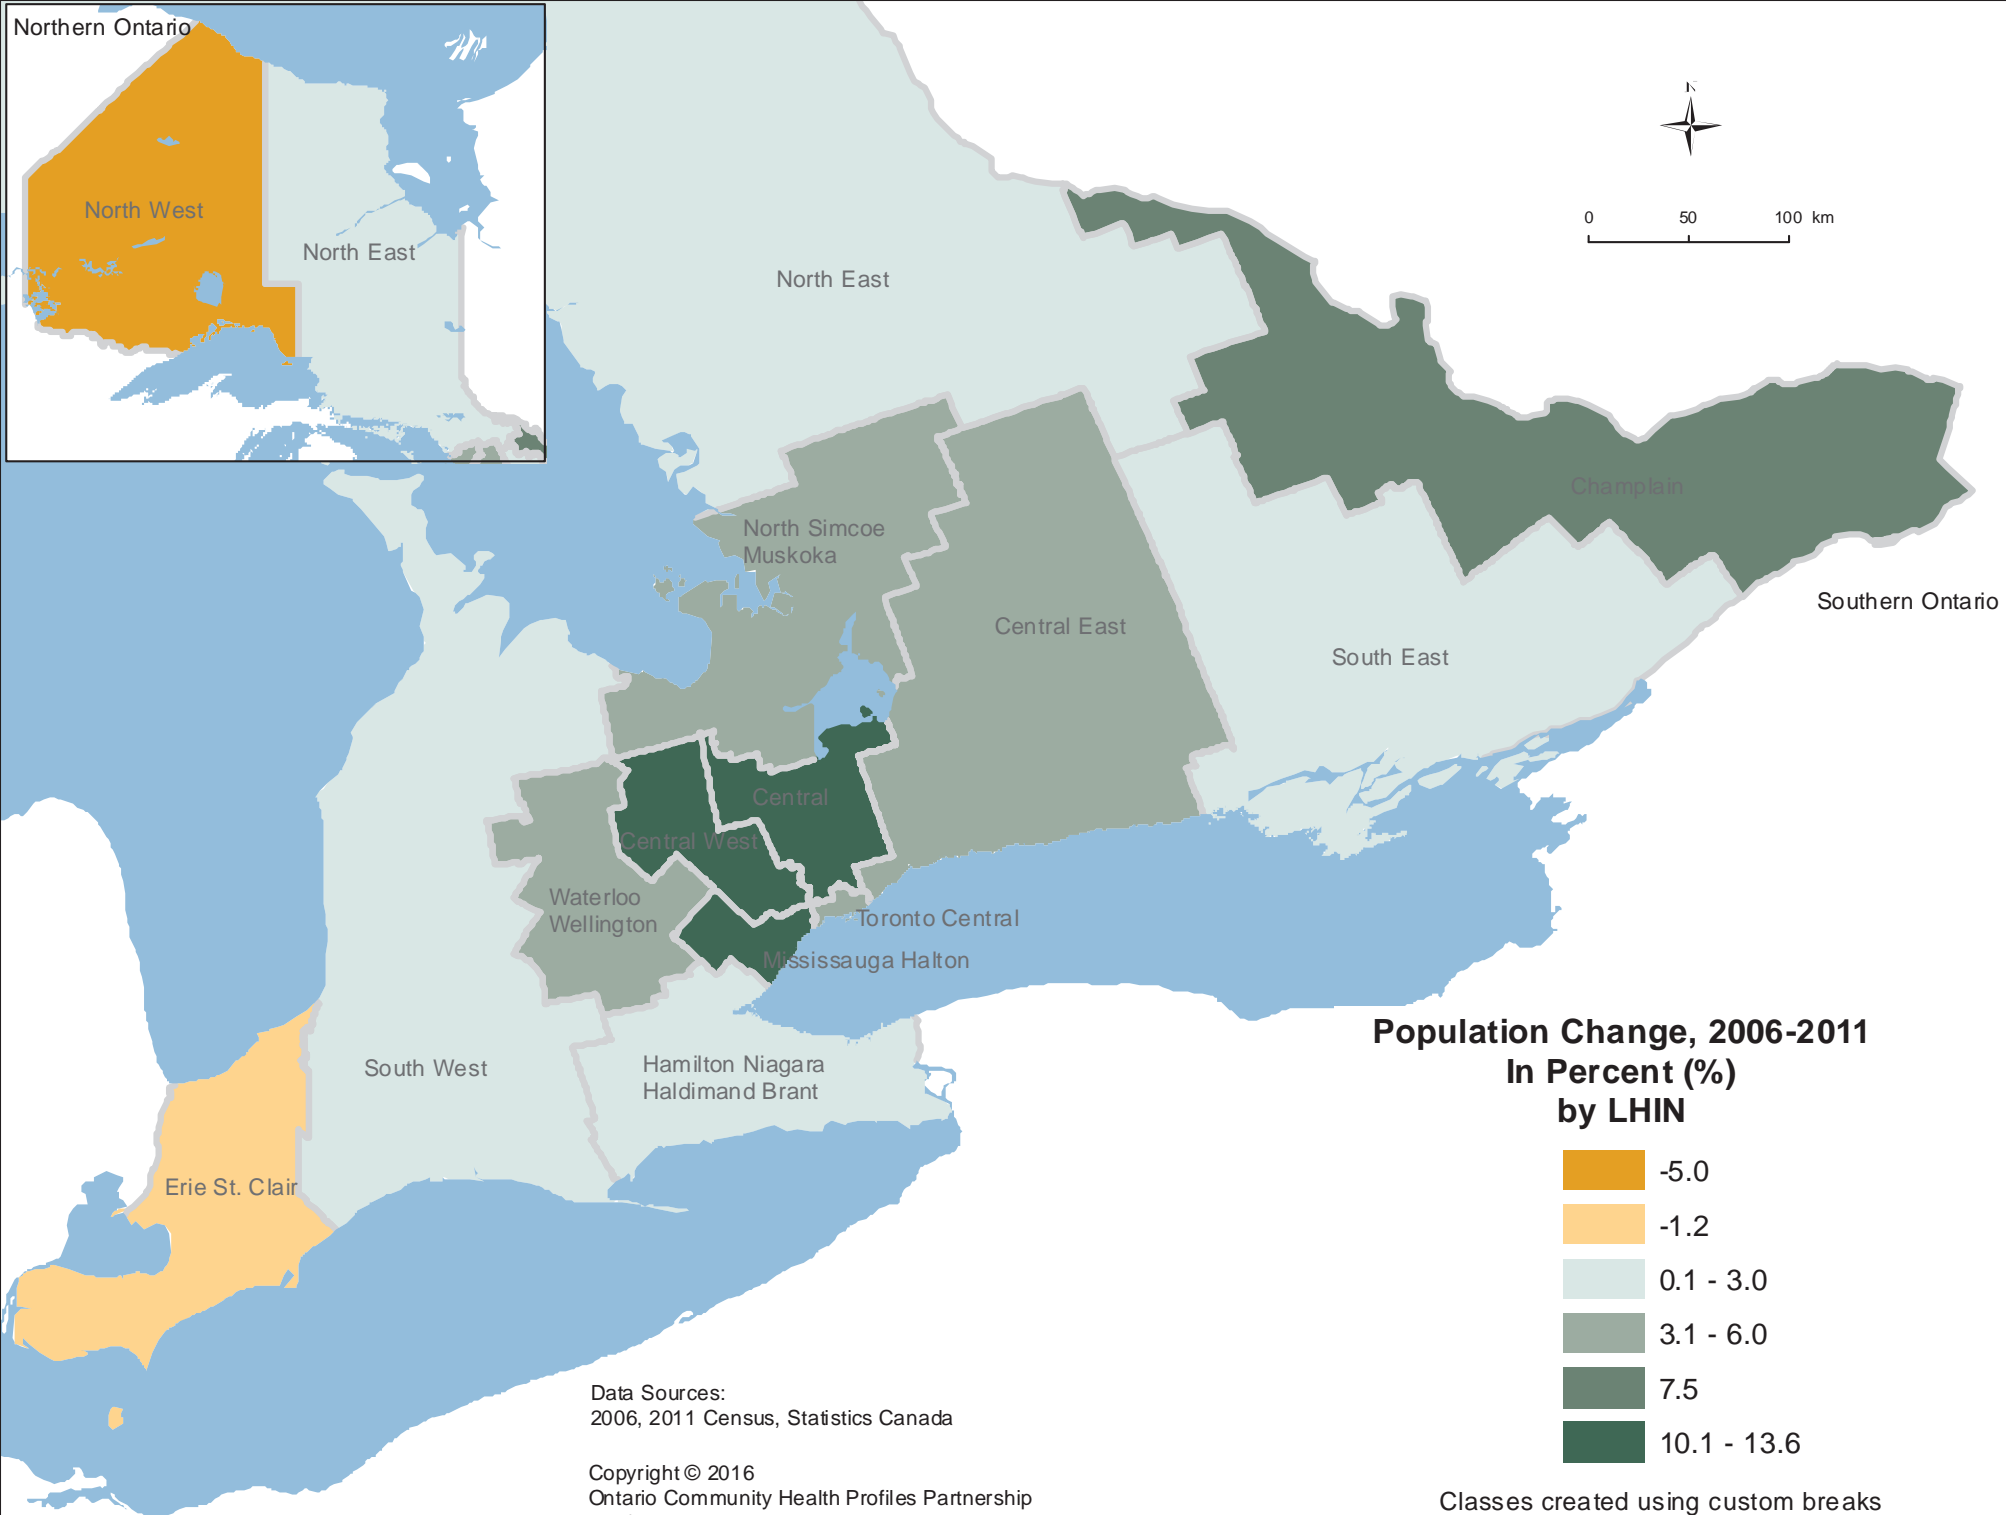 Northern Ontario
North West
North East
N
0 50 100 km
North East
Champlain
North Simcoe
Muskoka
Southern Ontario
Central East
South East
Central
Central West
Waterloo
Wellington
Toronto Central
Mississauga Halton
South West
Hamilton Niagara
Haldimand Brant
Erie St. Clair
Population Change, 2006-2011
In Percent (%)
by LHIN
-5.0
-1.2
0.1 - 3.0
3.1 - 6.0
7.5
10.1 - 13.6
Classes created using custom breaks
Data Sources:
2006, 2011 Census, Statistics Canada
Copyright © 2016
Ontario Community Health Profiles Partnership